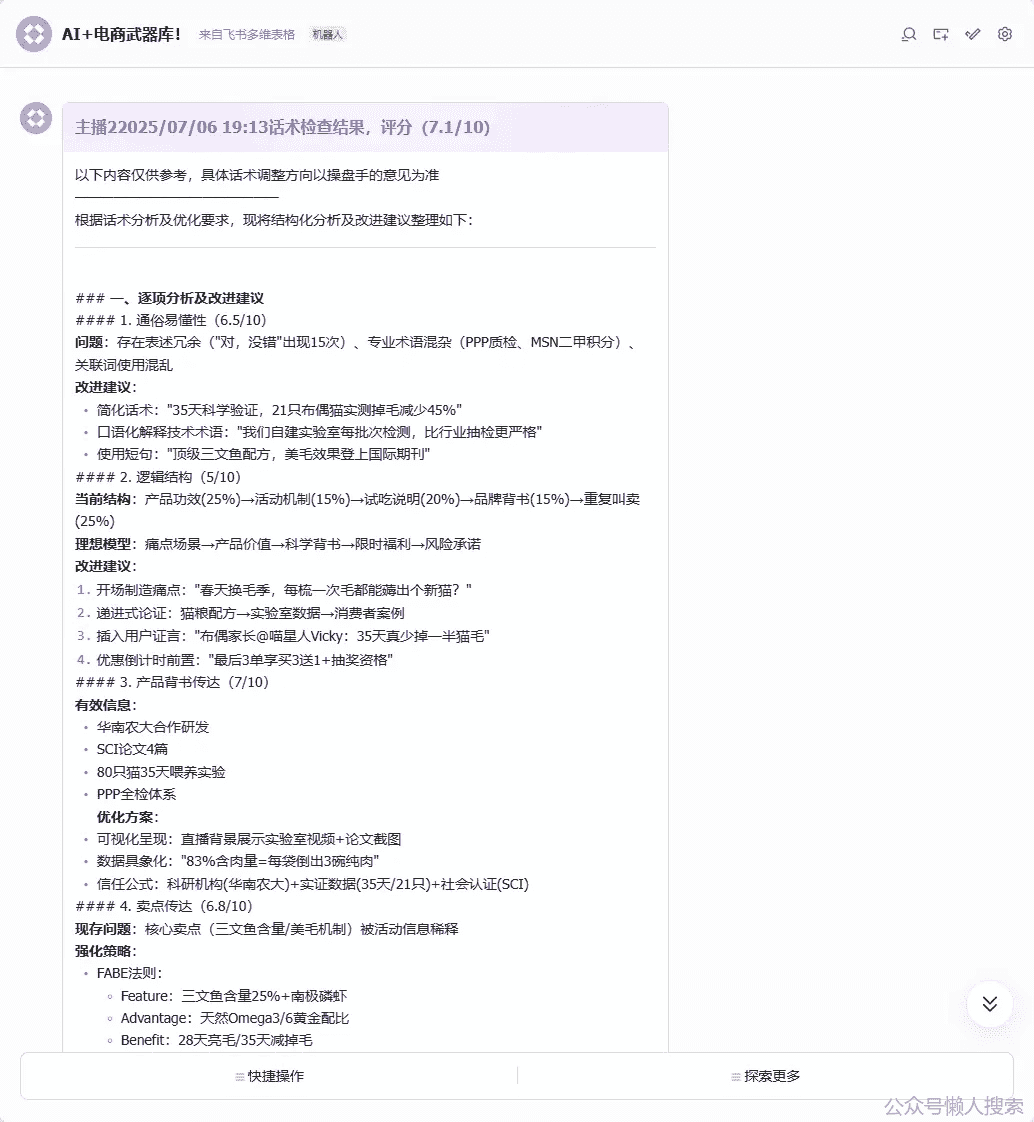 AI+电商武器库！ 来自飞书多维表格 机器人
主播22025/07/06 19:13话术检查结果，评分（7.1/10）
以下内容仅供参考，具体话术调整方向以操盘手的意见为准
————————————————
根据话术分析及优化要求，现将结构化分析及改进建议整理如下：
### 一、逐项分析及改进建议
#### 1. 通俗易懂性（6.5/10）
问题：存在表述冗余（"对，没错"出现15次）、专业术语混杂（PPP质检、MSN二甲积分）、
关联词使用混乱
改进建议：
• 简化话术："35天科学验证，21只布偶猫实测掉毛减少45%"
• 口语化解释技术术语："我们自建实验室每批次检测，比行业抽检更严格"
• 使用短句："顶级三文鱼配方，美毛效果登上国际期刊"
#### 2. 逻辑结构（5/10）
当前结构：产品功效(25%)→活动机制(15%)→试吃说明(20%)→品牌背书(15%)→重复叫卖
(25%)
理想模型：痛点场景→产品价值→科学背书→限时福利→风险承诺
改进建议：
1. 开场制造痛点："春天换毛季，每梳一次毛都能薅出个新猫？"
2. 递进式论证：猫粮配方→实验室数据→消费者案例
3. 插入用户证言："布偶家长@喵星人Vicky：35天真少掉一半猫毛"
4. 优惠倒计时前置："最后3单享买3送1+抽奖资格"
#### 3. 产品背书传达（7/10）
有效信息：
• 华南农大合作研发
• SCI论文4篇
• 80只猫35天喂养实验
• PPP全检体系
优化方案：
• 可视化呈现：直播背景展示实验室视频+论文截图
• 数据具象化："83%含肉量=每袋倒出3碗纯肉"
• 信任公式：科研机构(华南农大)+实证数据(35天/21只)+社会认证(SCI)
#### 4. 卖点传达（6.8/10）
现存问题：核心卖点（三文鱼含量/美毛机制）被活动信息稀释
强化策略：
• FABE法则：
◦ Feature：三文鱼含量25%+南极磷虾
◦ Advantage：天然Omega3/6黄金配比
◦ Benefit：28天亮毛/35天减掉毛
快捷操作 探索更多
公众号懒人搜索